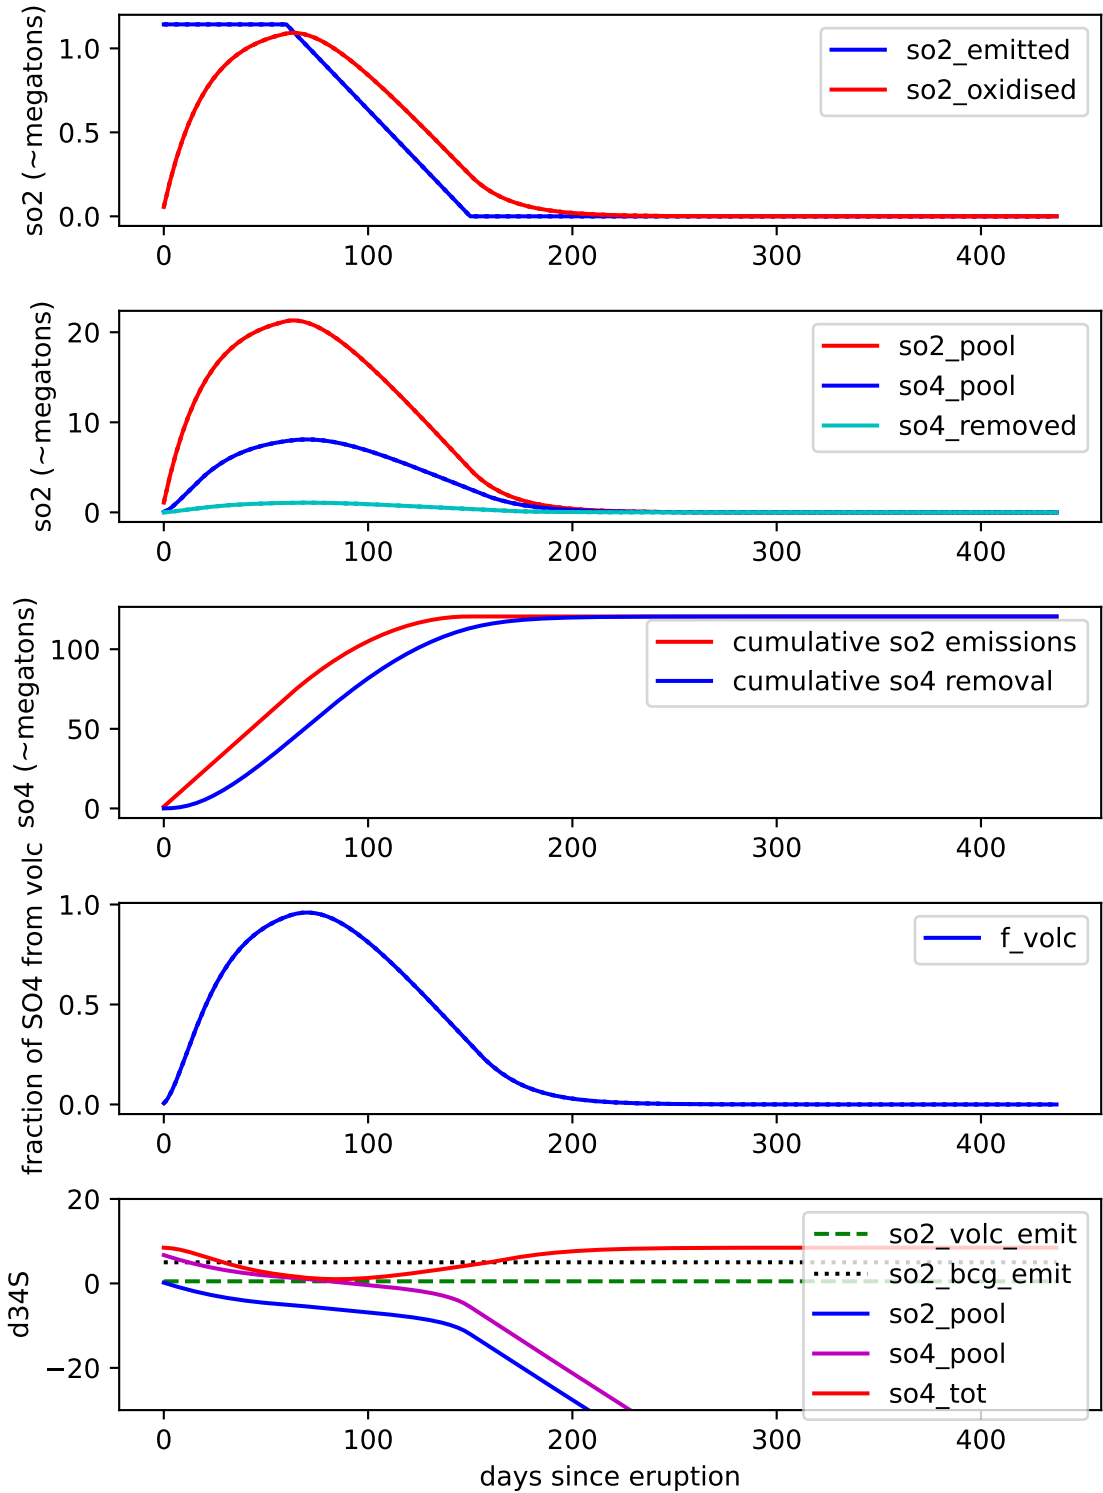 so2 (~megatons)
1.0
0.5
0.0
so2_emitted
so2_oxidised
0 100 200 300 400
so2 (~megatons)
20
10
0
so2_pool
so4_pool
so4_removed
0 100 200 300 400
so4 (~megatons)
100
50
0
cumulative so2 emissions
cumulative so4 removal
0 100 200 300 400
fraction of SO4 from volc
1.0
0.5
0.0
f_volc
0 100 200 300 400
d34S
20
0
−20
so2_volc_emit
so2_bcg_emit
so2_pool
so4_pool
so4_tot
0 100 200 300 400
days since eruption